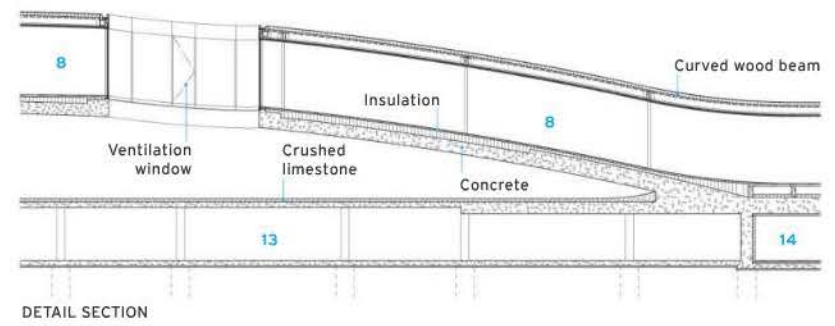 8
Curved wood beam
Insulation
8
Ventilation
window
Crushed
limestone
Concrete
13
14
DETAIL SECTION